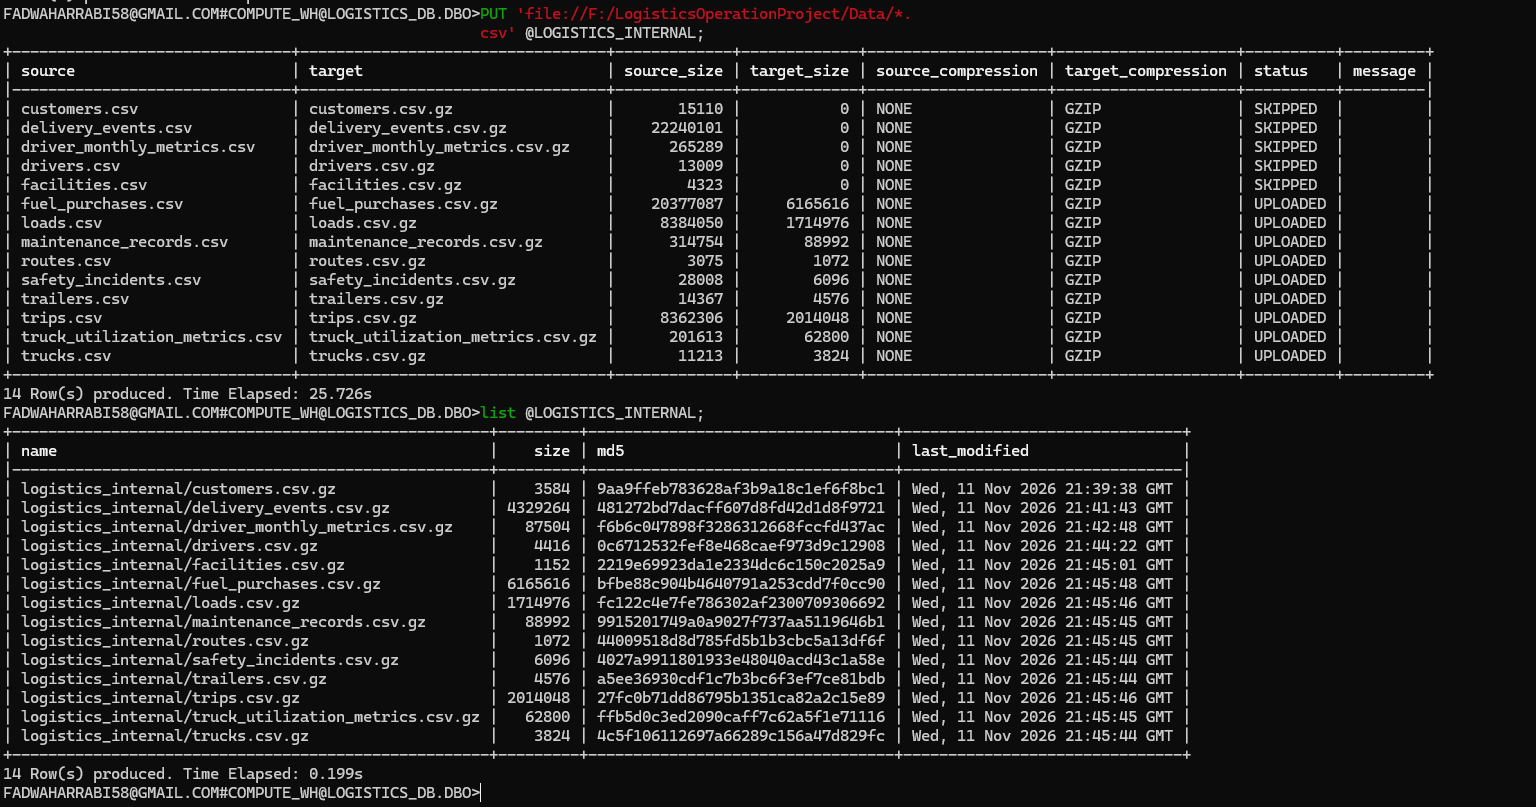 FADWAHARRABI58@GMAIL.COM#COMPUTE_WH@LOGISTICS_DB.DBO>PUT 'file://F:/LogisticsOperationProject/Data/*.
csv' @LOGISTICS_INTERNAL;
| source | target | source_size | target_size | source_compression | target_compression | status | message |
| customers.csv | customers.csv.gz | 15110 | 0 | NONE | GZIP | SKIPPED | |
| delivery_events.csv | delivery_events.csv.gz | 22240101 | 0 | NONE | GZIP | SKIPPED | |
| driver_monthly_metrics.csv | driver_monthly_metrics.csv.gz | 265289 | 0 | NONE | GZIP | SKIPPED | |
| drivers.csv | drivers.csv.gz | 13009 | 0 | NONE | GZIP | SKIPPED | |
| facilities.csv | facilities.csv.gz | 4323 | 0 | NONE | GZIP | SKIPPED | |
| fuel_purchases.csv | fuel_purchases.csv.gz | 20377087 | 6165616 | NONE | GZIP | UPLOADED | |
| loads.csv | loads.csv.gz | 8384050 | 1714976 | NONE | GZIP | UPLOADED | |
| maintenance_records.csv | maintenance_records.csv.gz | 314754 | 88992 | NONE | GZIP | UPLOADED | |
| routes.csv | routes.csv.gz | 3075 | 1072 | NONE | GZIP | UPLOADED | |
| safety_incidents.csv | safety_incidents.csv.gz | 28008 | 6096 | NONE | GZIP | UPLOADED | |
| trailers.csv | trailers.csv.gz | 14367 | 4576 | NONE | GZIP | UPLOADED | |
| trips.csv | trips.csv.gz | 8362306 | 2014048 | NONE | GZIP | UPLOADED | |
| truck_utilization_metrics.csv | truck_utilization_metrics.csv.gz | 201613 | 62800 | NONE | GZIP | UPLOADED | |
| trucks.csv | trucks.csv.gz | 11213 | 3824 | NONE | GZIP | UPLOADED | |
14 Row(s) produced. Time Elapsed: 25.726s
FADWAHARRABI58@GMAIL.COM#COMPUTE_WH@LOGISTICS_DB.DBO>list @LOGISTICS_INTERNAL;
| name | size | md5 | last_modified |
| logistics_internal/customers.csv.gz | 3584 | 9aa9ffeb783628af3b9a18c1ef6f8bc1 | Wed, 11 Nov 2026 21:39:38 GMT |
| logistics_internal/delivery_events.csv.gz | 4329264 | 481272bd7dacff607d8fd42d1d8f9721 | Wed, 11 Nov 2026 21:41:43 GMT |
| logistics_internal/driver_monthly_metrics.csv.gz | 87504 | f6b6c047898f3286312668fccfd437ac | Wed, 11 Nov 2026 21:42:48 GMT |
| logistics_internal/drivers.csv.gz | 4416 | 0c6712532fef8e468caef973d9c12908 | Wed, 11 Nov 2026 21:44:22 GMT |
| logistics_internal/facilities.csv.gz | 1152 | 2219e69923da1e2334dc6c150c2025a9 | Wed, 11 Nov 2026 21:45:01 GMT |
| logistics_internal/fuel_purchases.csv.gz | 6165616 | bfbe88c904b4640791a253cdd7f0cc90 | Wed, 11 Nov 2026 21:45:48 GMT |
| logistics_internal/loads.csv.gz | 1714976 | fc122c4e7fe786302af2300709306692 | Wed, 11 Nov 2026 21:45:46 GMT |
| logistics_internal/maintenance_records.csv.gz | 88992 | 9915201749a0a9027f737aa5119646b1 | Wed, 11 Nov 2026 21:45:45 GMT |
| logistics_internal/routes.csv.gz | 1072 | 44009518d8d785fd5b1b3cbc5a13df6f | Wed, 11 Nov 2026 21:45:45 GMT |
| logistics_internal/safety_incidents.csv.gz | 6096 | 4027a9911801933e48040acd43c1a58e | Wed, 11 Nov 2026 21:45:44 GMT |
| logistics_internal/trailers.csv.gz | 4576 | a5ee36930cdf1c7b3bc6f3ef7ce81bdb | Wed, 11 Nov 2026 21:45:44 GMT |
| logistics_internal/trips.csv.gz | 2014048 | 27fc0b71dd86795b1351ca82a2c15e89 | Wed, 11 Nov 2026 21:45:46 GMT |
| logistics_internal/truck_utilization_metrics.csv.gz | 62800 | ffb5d0c3ed2090caff7c62a5f1e71116 | Wed, 11 Nov 2026 21:45:45 GMT |
| logistics_internal/trucks.csv.gz | 3824 | 4c5f106112697a66289c156a47d829fc | Wed, 11 Nov 2026 21:45:44 GMT |
14 Row(s) produced. Time Elapsed: 0.199s
FADWAHARRABI58@GMAIL.COM#COMPUTE_WH@LOGISTICS_DB.DBO>